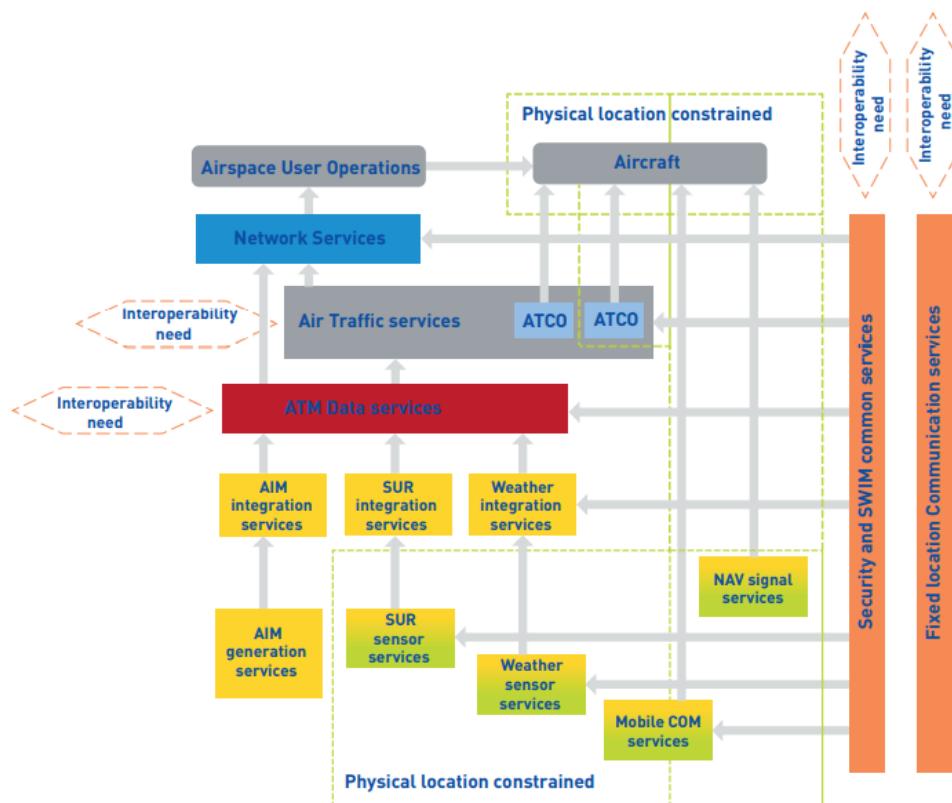 Interoperability
need
Interoperability
need
Physical location constrained
Airspace User Operations
Aircraft
Network Services
Interoperability
need
Air Traffic services
ATCO
ATCO
Interoperability
need
ATM Data services
AIM
integration
services
SUR
integration
services
Weather
integration
services
NAV signal
services
AIM
generation
services
SUR
sensor
services
Weather
sensor
services
Mobile COM
services
Physical location constrained
Security and SWIM common services
Fixed location Communication services